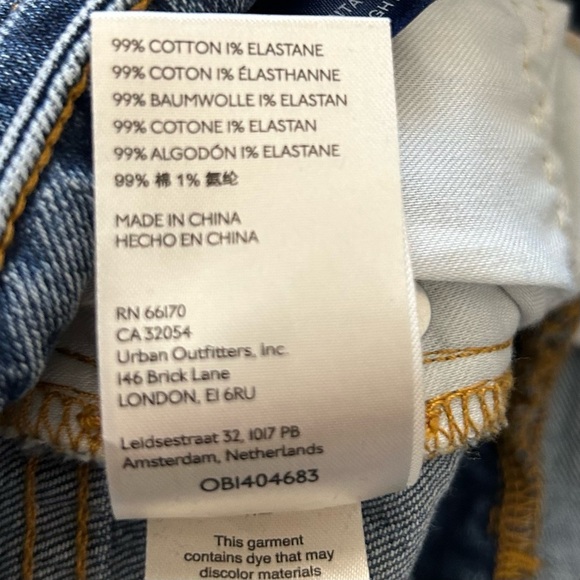 99% COTTON 1% ELASTANE
99% COTON 1% ÉLASTHANNE
99% BAUMWOLLE 1% ELASTAN
99% COTONE 1% ELASTAN
99% ALGODÓN 1% ELASTANE
99% 棉 1% 氨纶
MADE IN CHINA
HECHO EN CHINA
RN 66170
CA 32054
Urban Outfitters, Inc
146 Brick Lane
LONDON, E1 6RU
Leidsestraat 32, 1017 PB
Amsterdam, Netherlands
OB1404683
This garment
contains dye that may
discolor materials